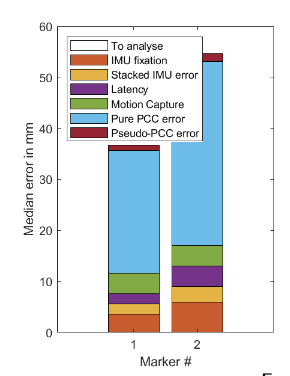 60
50
40
30
20
10
0
Median error in mm
To analyse
IMU fixation
Stacked IMU error
Latency
Motion Capture
Pure PCC error
Pseudo-PCC error
1 2
Marker #